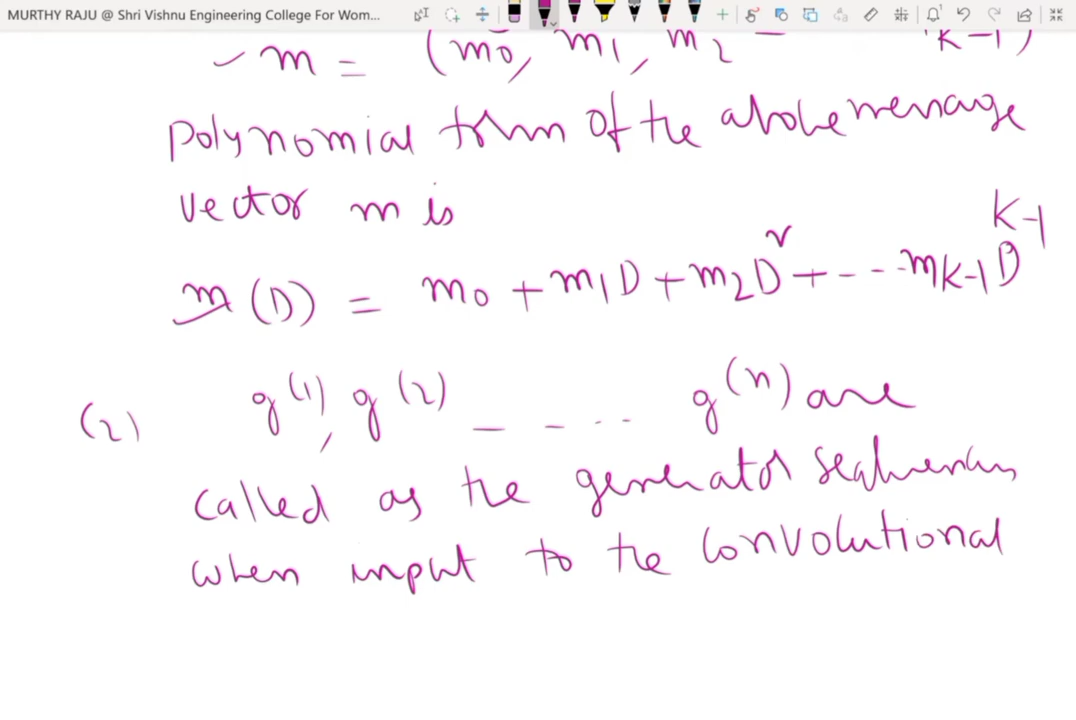 MURTHY RAJU @ Shri Vishnu Engineering College For Wom...
m = (m0, m1, m2 – K-1)
Polynomial form of the above message
vector m is
m(D) = m0 + m1D + m2D² + - - - mK-1 D^K-1
(2) g^(1), g^(2) _ _ . . . g^(n) are
called as the generator sequences
when input to the convolutional